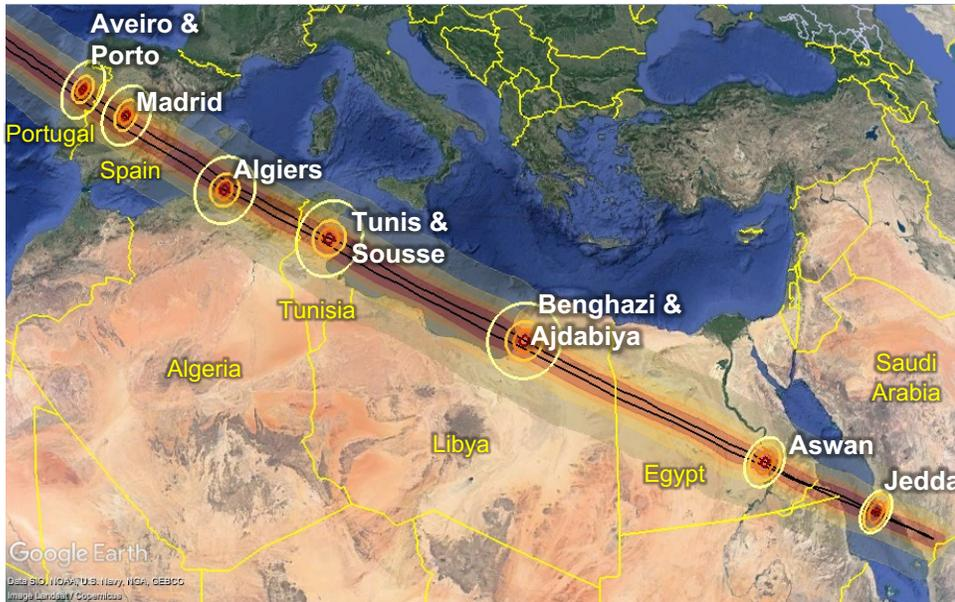 Aveiro &
Porto
Madrid
Portugal
Spain
Algiers
Tunis &
Sousse
Tunisia
Benghazi &
Ajdabiya
Algeria
Saudi
Arabia
Libya
Aswan
Egypt
Jedda
Google Earth
Data SIO, NOAA, U.S. Navy, NGA, GEBCO
Image Landsat / Copernicus